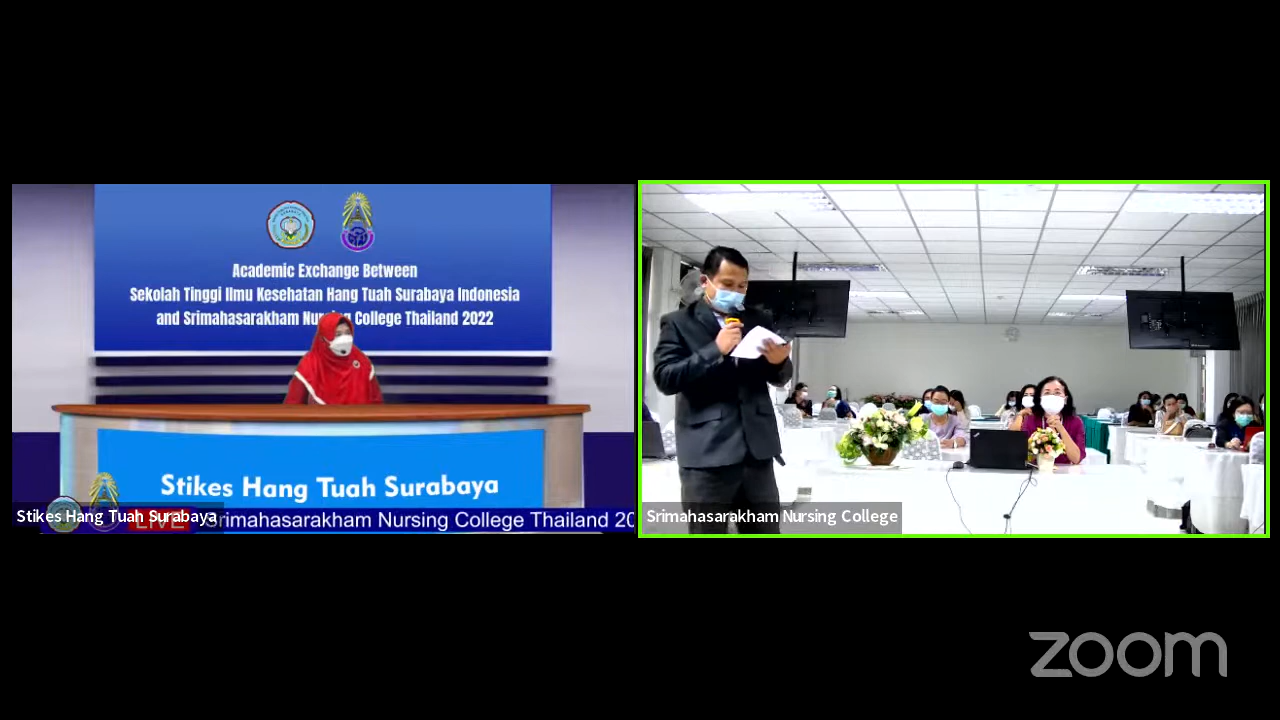 Academic Exchange Between
Sekolah Tinggi Ilmu Kesehatan Hang Tuah Surabaya Indonesia
and Srimahasarakham Nursing College Thailand 2022
Stikes Hang Tuah Surabaya
Stikes Hang Tuah Surabaya
LIVE
Srimahasarakham Nursing College Thailand 20
Srimahasarakham Nursing College
zoom